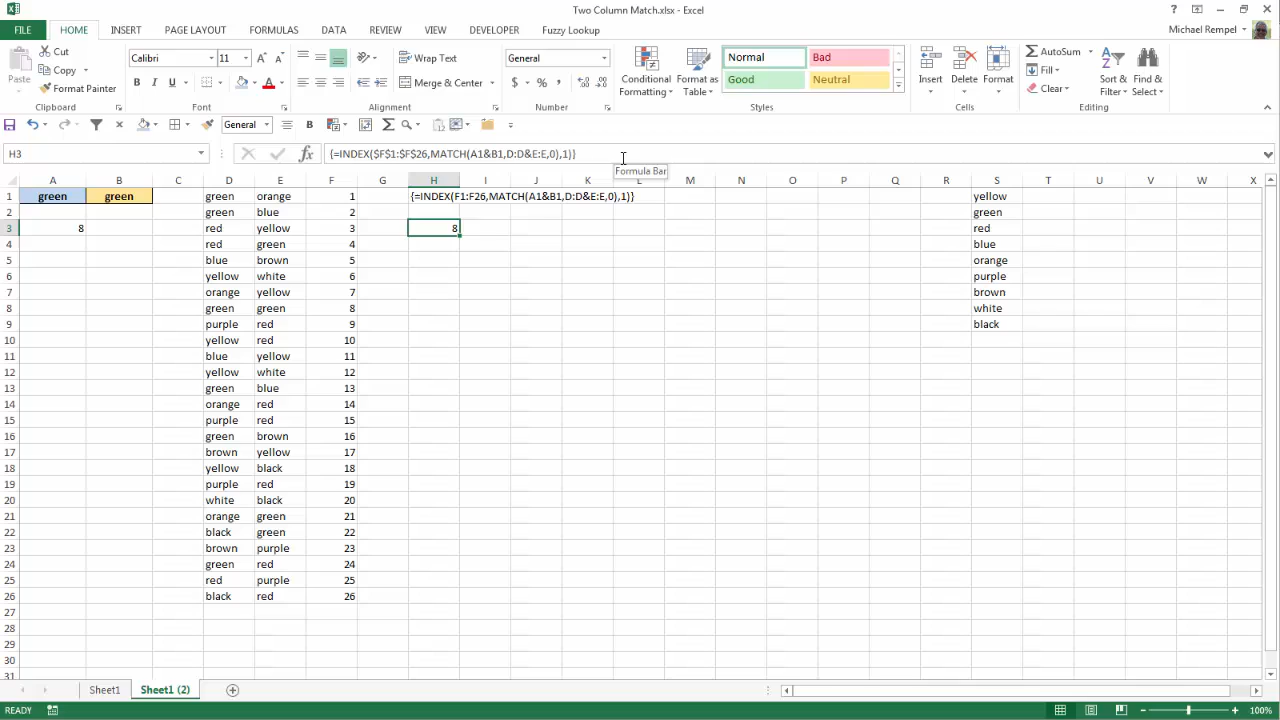 Two Column Match.xlsx - Excel
FILE HOME INSERT PAGE LAYOUT FORMULAS DATA REVIEW VIEW DEVELOPER Fuzzy Lookup Michael Rempel
Cut Calibri 11 Wrap Text General Normal Bad AutoSum
Paste Copy Conditional Formatting Format as Table Insert Delete Format Fill Sort & Filter Find & Select
Format Painter B I U Merge & Center $ % , Good Neutral Clear
Clipboard Font Alignment Number Styles Cells Editing
General B
H3 fx {=INDEX($F$1:$F$26,MATCH(A1&B1,D:D&E:E,0),1)}
Formula Bar
A B C D E F G H I J K L M N O P Q R S T U V W X
1 green green green orange 1 {=INDEX(F1:F26,MATCH(A1&B1,D:D&E:E,0),1)} yellow
2 green blue 2 green
3 8 red yellow 3 8 red
4 red green 4 blue
5 blue brown 5 orange
6 yellow white 6 purple
7 orange yellow 7 brown
8 green green 8 white
9 purple red 9 black
10 yellow red 10
11 blue yellow 11
12 yellow white 12
13 green blue 13
14 orange red 14
15 purple red 15
16 green brown 16
17 brown yellow 17
18 yellow black 18
19 purple red 19
20 white black 20
21 orange green 21
22 black green 22
23 brown purple 23
24 green red 24
25 red purple 25
26 black red 26
27
28
29
30
31
Sheet1 Sheet1 (2)
READY 100%